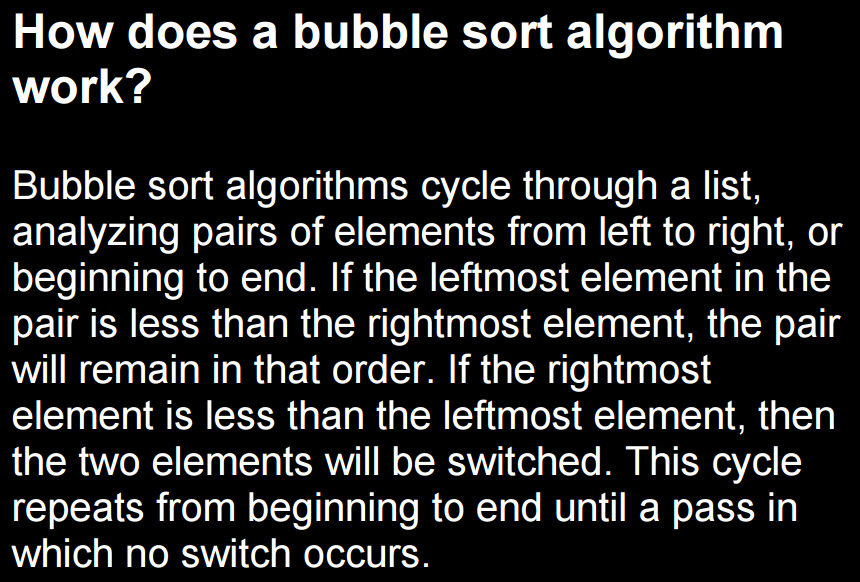 How does a bubble sort algorithm
work?
Bubble sort algorithms cycle through a list,
analyzing pairs of elements from left to right, or
beginning to end. If the leftmost element in the
pair is less than the rightmost element, the pair
will remain in that order. If the rightmost
element is less than the leftmost element, then
the two elements will be switched. This cycle
repeats from beginning to end until a pass in
which no switch occurs.